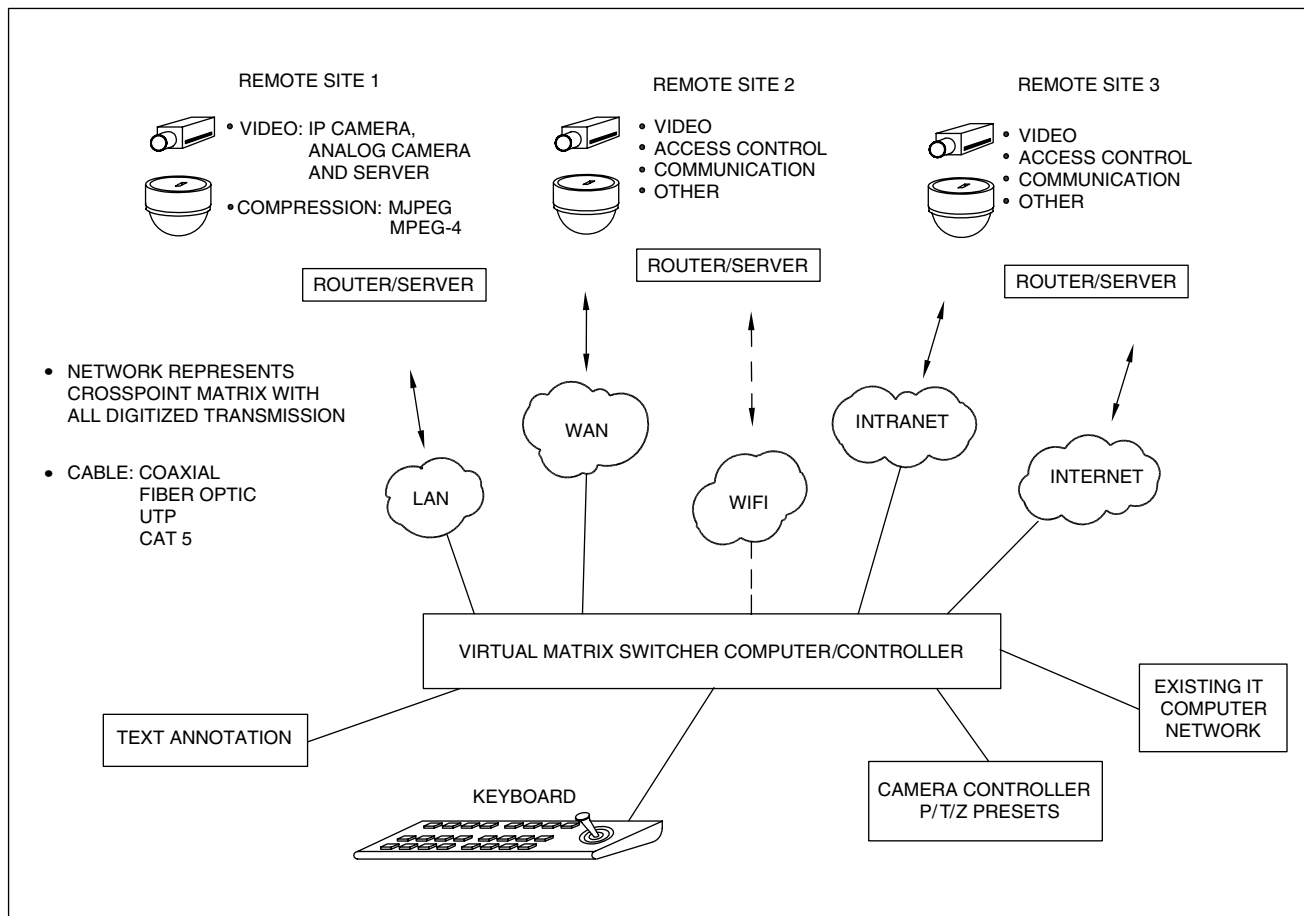 REMOTE SITE 1
• VIDEO: IP CAMERA,
ANALOG CAMERA
AND SERVER
• COMPRESSION: MJPEG
MPEG-4
ROUTER/SERVER
REMOTE SITE 2
• VIDEO
• ACCESS CONTROL
• COMMUNICATION
• OTHER
ROUTER/SERVER
REMOTE SITE 3
• VIDEO
• ACCESS CONTROL
• COMMUNICATION
• OTHER
ROUTER/SERVER
• NETWORK REPRESENTS
CROSSPOINT MATRIX WITH
ALL DIGITIZED TRANSMISSION
• CABLE: COAXIAL
FIBER OPTIC
UTP
CAT 5
LAN
WAN
WIFI
INTRANET
INTERNET
VIRTUAL MATRIX SWITCHER COMPUTER/CONTROLLER
TEXT ANNOTATION
KEYBOARD
CAMERA CONTROLLER
P/T/Z PRESETS
EXISTING IT
COMPUTER
NETWORK